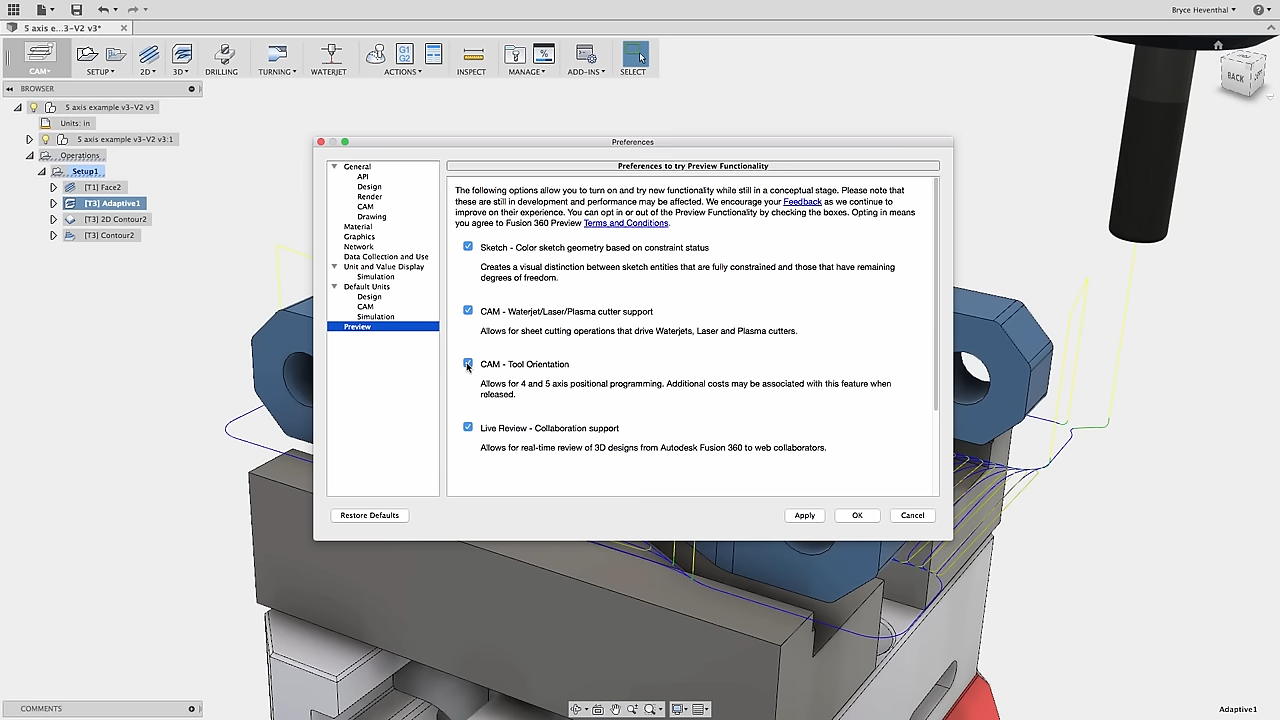 Bryce Heventhal
5 axis e...3-V2 v3*
CAM
SETUP
2D
3D
DRILLING
TURNING
WATERJET
G1
G2
ACTIONS
INSPECT
MANAGE
ADD-INS
SELECT
BROWSER
BACK
5 axis example v3-V2 v3
Units: in
5 axis example v3-V2 v3:1
Operations
Setup1
[T1] Face2
[T3] Adaptive1
[T3] 2D Contour2
[T3] Contour2
Preferences
General
API
Design
Render
CAM
Drawing
Material
Graphics
Network
Data Collection and Use
Unit and Value Display
Simulation
Default Units
Design
CAM
Simulation
Preview
Preferences to try Preview Functionality
The following options allow you to turn on and try new functionality while still in a conceptual stage. Please note that
these are still in development and performance may be affected. We encourage your Feedback as we continue to
improve on their experience. You can opt in or out of the Preview Functionality by checking the boxes. Opting in means
you agree to Fusion 360 Preview Terms and Conditions.
Sketch - Color sketch geometry based on constraint status
Creates a visual distinction between sketch entities that are fully constrained and those that have remaining
degrees of freedom.
CAM - Waterjet/Laser/Plasma cutter support
Allows for sheet cutting operations that drive Waterjets, Laser and Plasma cutters.
CAM - Tool Orientation
Allows for 4 and 5 axis positional programming. Additional costs may be associated with this feature when
released.
Live Review - Collaboration support
Allows for real-time review of 3D designs from Autodesk Fusion 360 to web collaborators.
Restore Defaults
Apply
OK
Cancel
COMMENTS
Adaptive1